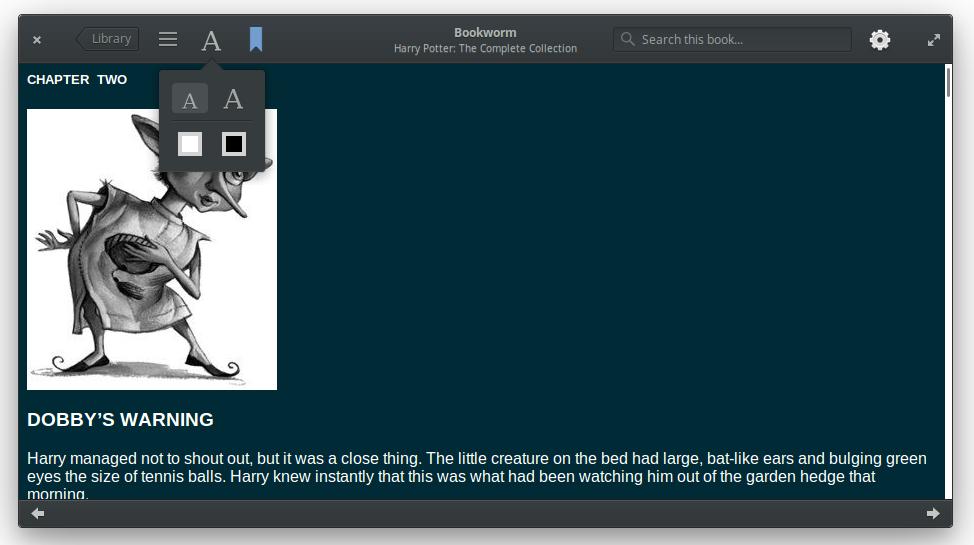 Library
A
Bookworm
Harry Potter: The Complete Collection
Search this book...
A A
CHAPTER TWO
DOBBY’S WARNING
Harry managed not to shout out, but it was a close thing. The little creature on the bed had large, bat-like ears and bulging green
eyes the size of tennis balls. Harry knew instantly that this was what had been watching him out of the garden hedge that
morning.